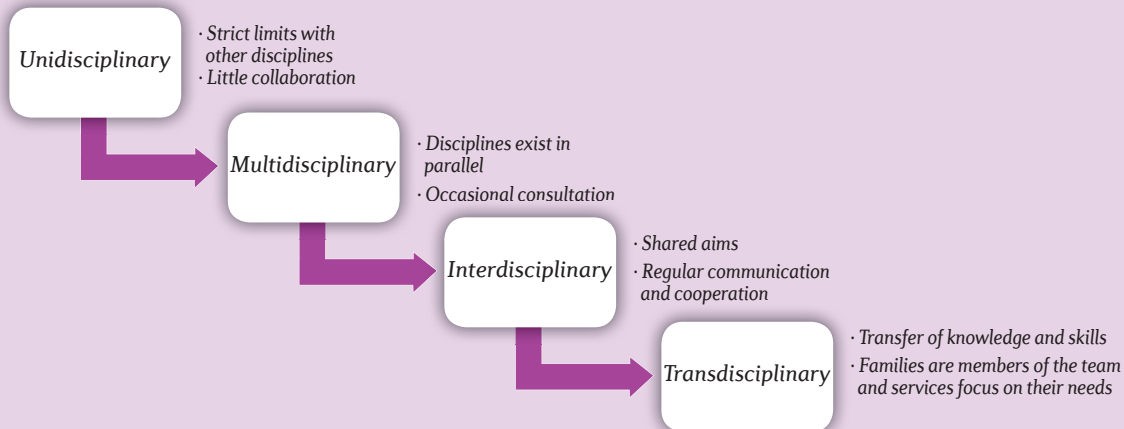 Unidisciplinary
· Strict limits with
other disciplines
· Little collaboration
Multidisciplinary
· Disciplines exist in
parallel
· Occasional consultation
Interdisciplinary
· Shared aims
· Regular communication
and cooperation
Transdisciplinary
· Transfer of knowledge and skills
· Families are members of the team
and services focus on their needs